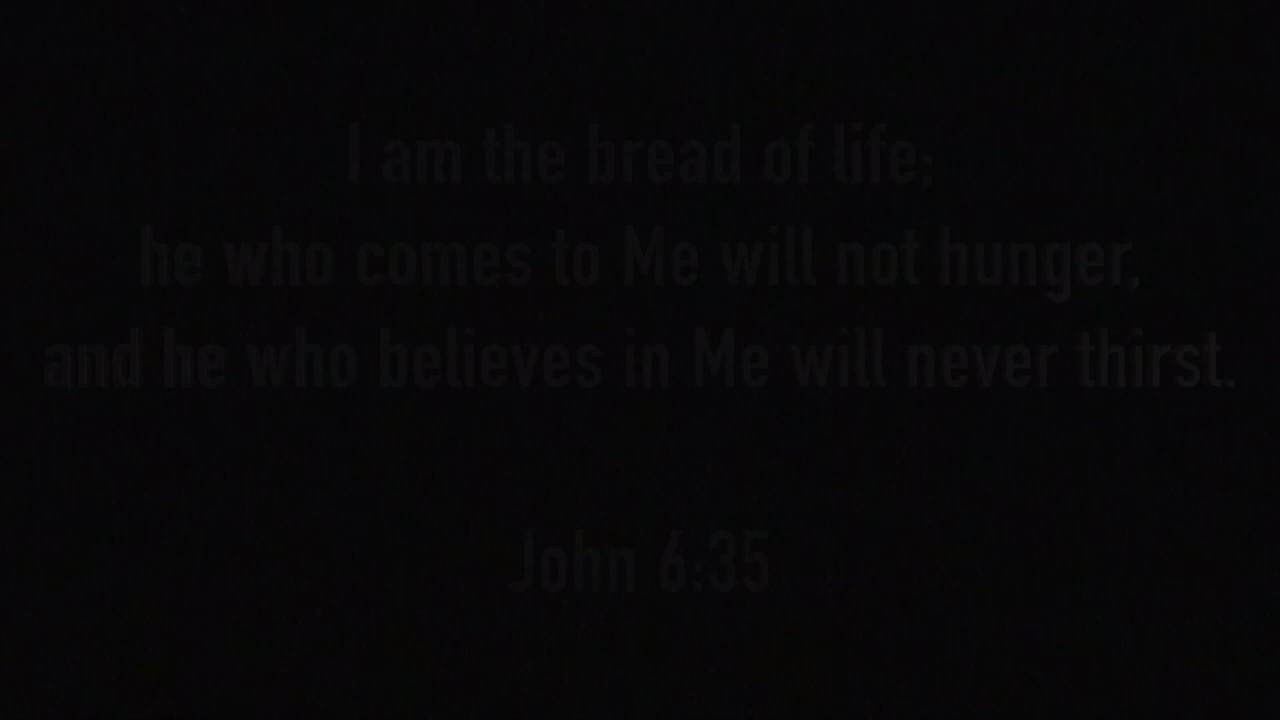 I am the bread of life;
he who comes to Me will not hunger,
and he who believes in Me will never thirst.
John 6:35